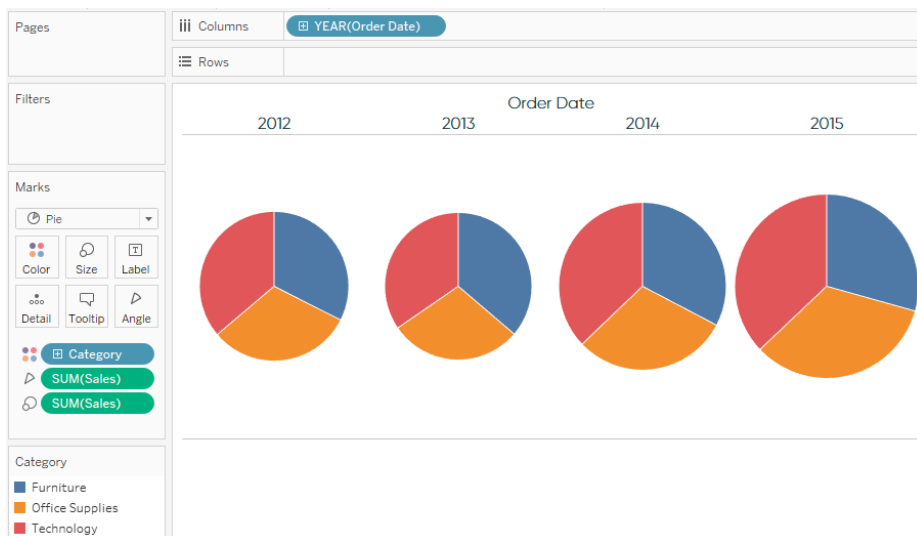 Pages
Columns
YEAR(Order Date)
Rows
Filters
Order Date
2012 2013 2014 2015
Marks
Pie
Color Size Label
T
Detail Tooltip Angle
Category
SUM(Sales)
SUM(Sales)
Category
Furniture
Office Supplies
Technology